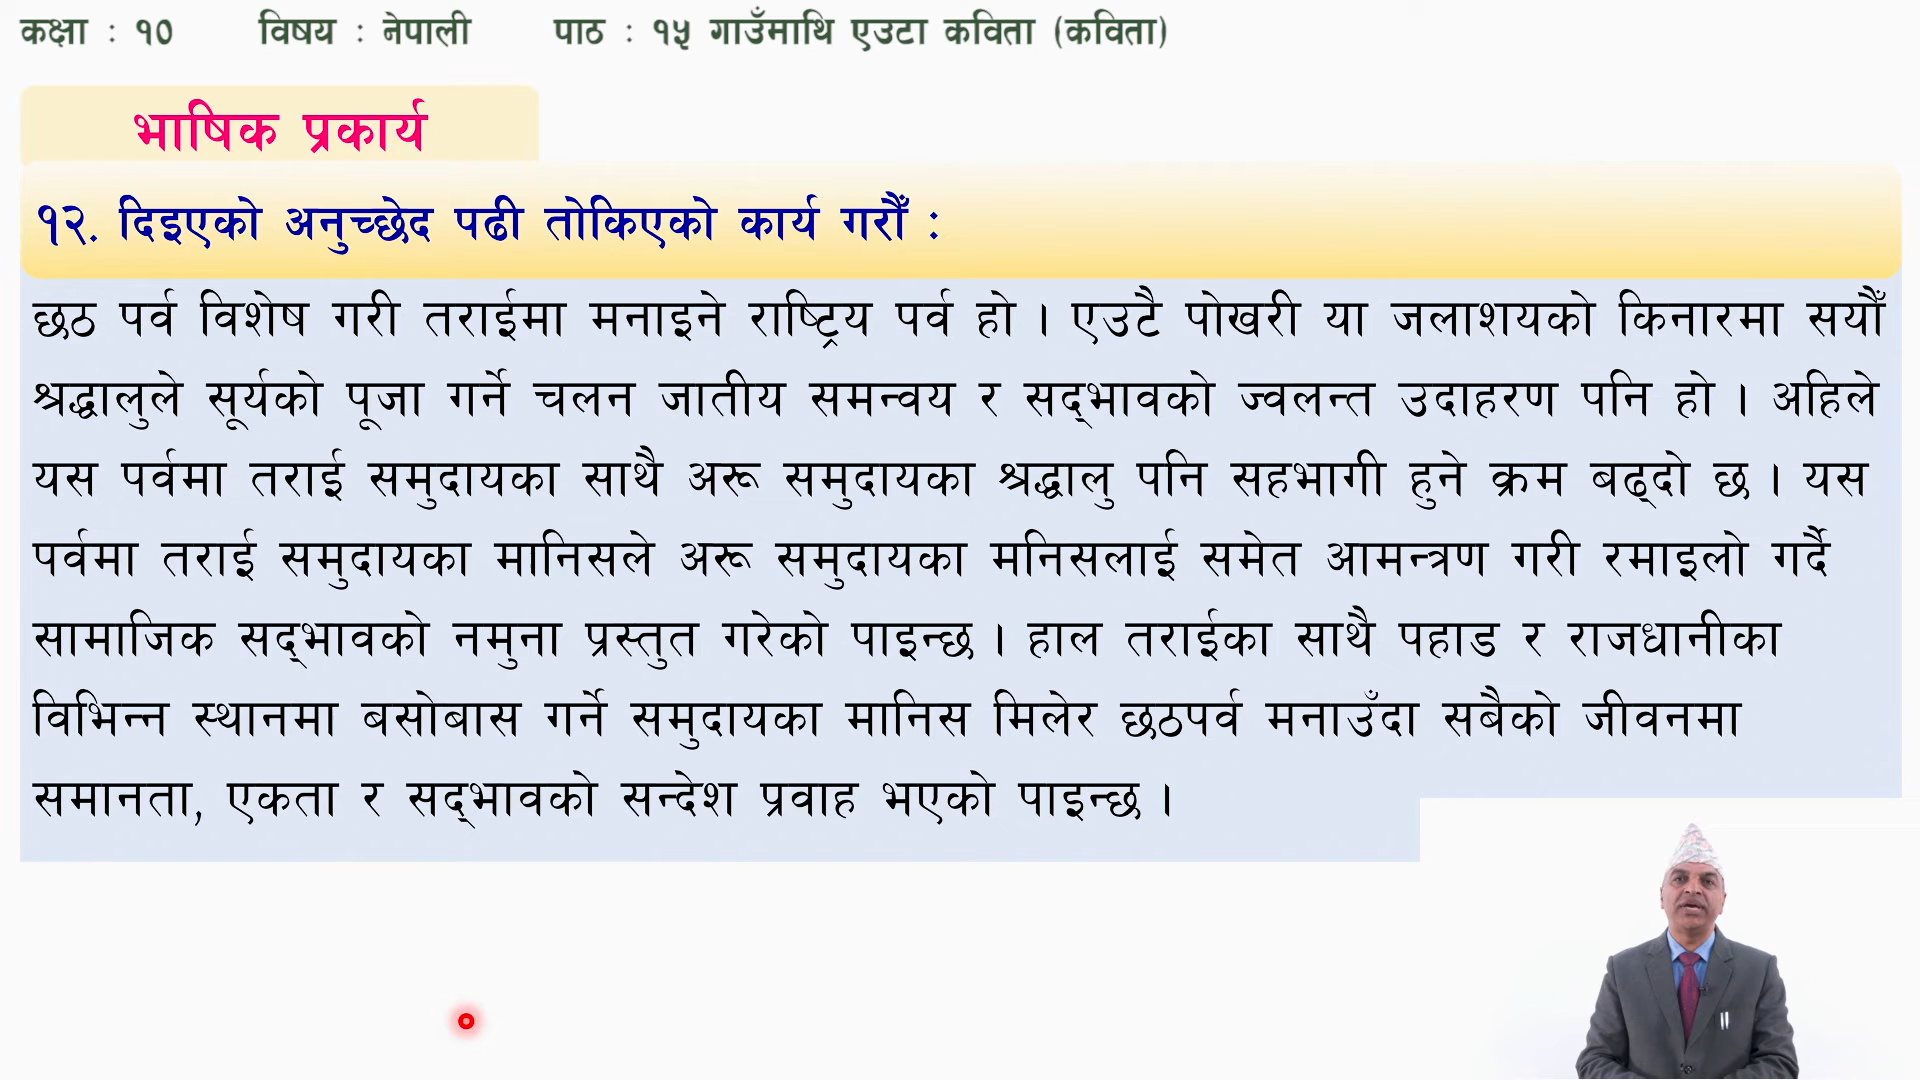 कक्षा : १० विषय : नेपाली पाठ : १५ गाउँमाथि एउटा कविता (कविता)
भाषिक प्रकार्य
१२. दिइएको अनुच्छेद पढी तोकिएको कार्य गरौँ :
छठ पर्व विशेष गरी तराईमा मनाइने राष्ट्रिय पर्व हो । एउटै पोखरी या जलाशयको किनारमा सयौँ
श्रद्धालुले सूर्यको पूजा गर्ने चलन जातीय समन्वय र सद्‌भावको ज्वलन्त उदाहरण पनि हो । अहिले
यस पर्वमा तराई समुदायका साथै अरू समुदायका श्रद्धालु पनि सहभागी हुने क्रम बढ्दो छ । यस
पर्वमा तराई समुदायका मानिसले अरू समुदायका मनिसलाई समेत आमन्त्रण गरी रमाइलो गर्दै
सामाजिक सद्‌भावको नमुना प्रस्तुत गरेको पाइन्छ । हाल तराईका साथै पहाड र राजधानीका
विभिन्न स्थानमा बसोबास गर्ने समुदायका मानिस मिलेर छठपर्व मनाउँदा सबैको जीवनमा
समानता, एकता र सद्‌भावको सन्देश प्रवाह भएको पाइन्छ ।